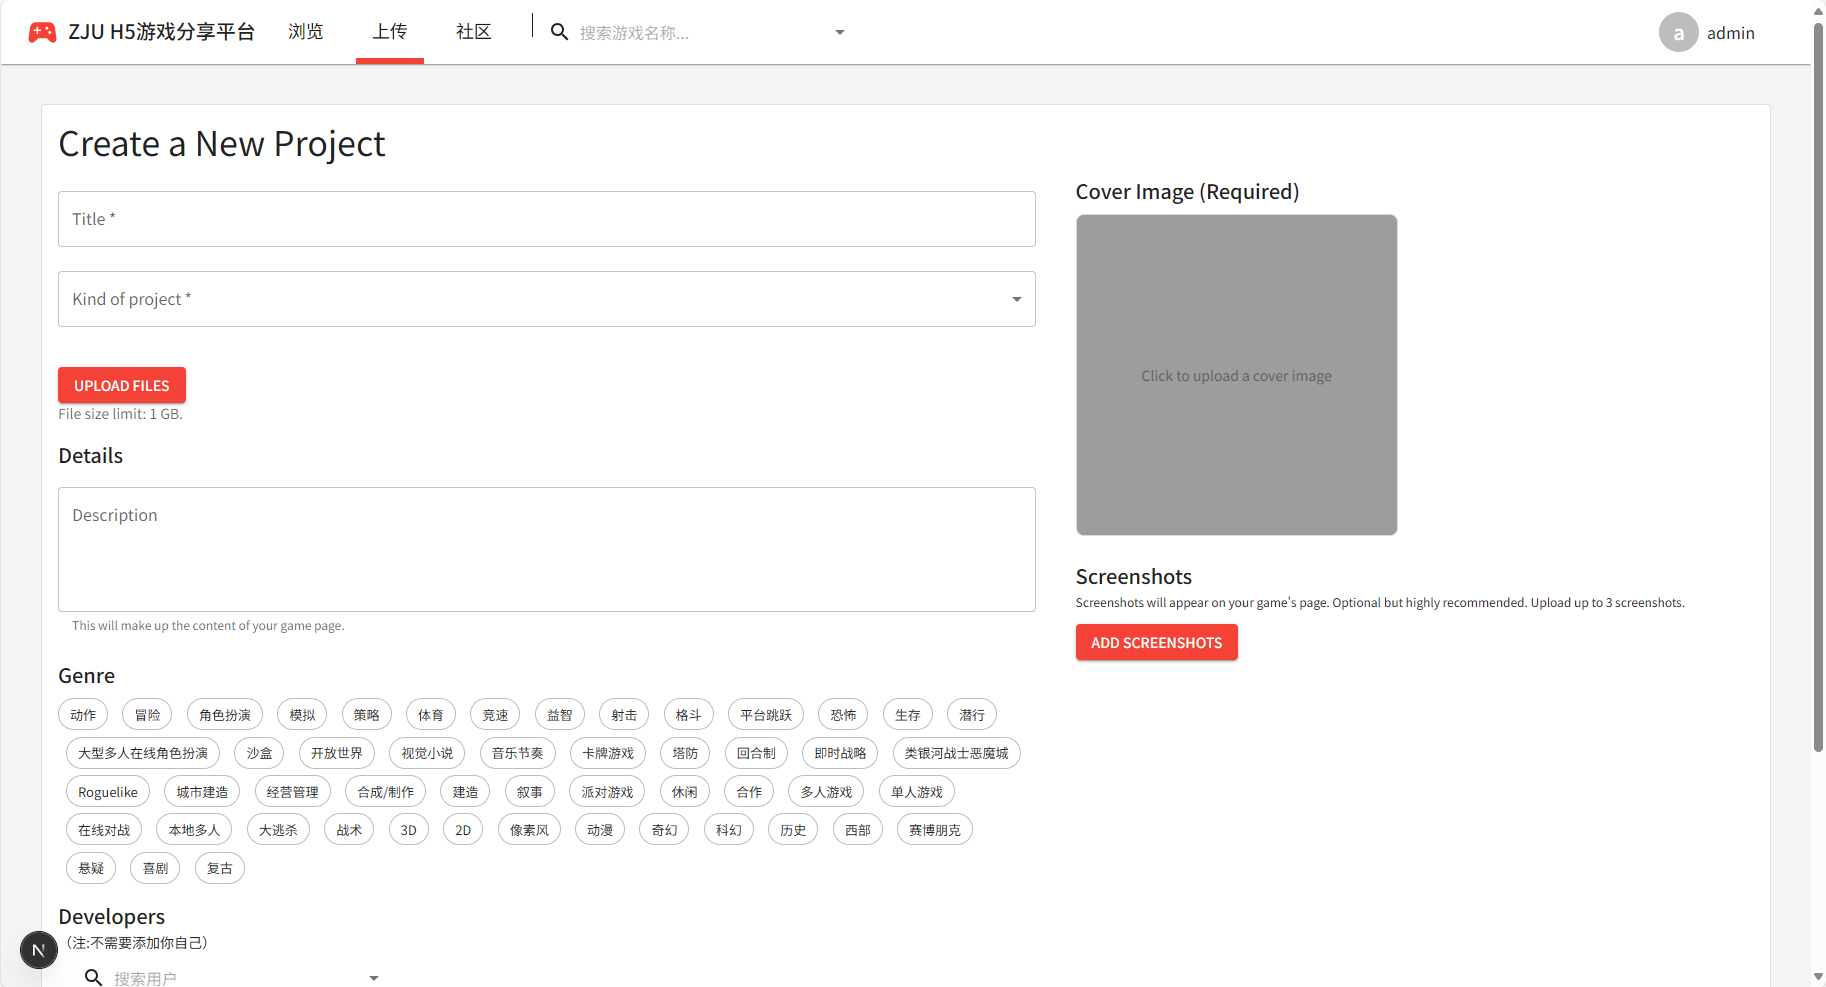 ZJU H5游戏分享平台 浏览 上传 社区 搜索游戏名称... a admin
Create a New Project
Title *
Kind of project *
UPLOAD FILES
File size limit: 1 GB.
Details
Description
This will make up the content of your game page.
Genre
动作 冒险 角色扮演 模拟 策略 体育 竞速 益智 射击 格斗 平台跳跃 恐怖 生存 潜行
大型多人在线角色扮演 沙盒 开放世界 视觉小说 音乐节奏 卡牌游戏 塔防 回合制 即时战略 类银河战士恶魔城
Roguelike 城市建造 经营管理 合成/制作 建造 叙事 派对游戏 休闲 合作 多人游戏 单人游戏
在线对战 本地多人 大逃杀 战术 3D 2D 像素风 动漫 奇幻 科幻 历史 西部 赛博朋克
悬疑 喜剧 复古
Developers
（注:不需要添加你自己）
N
搜索用户
Cover Image (Required)
Click to upload a cover image
Screenshots
Screenshots will appear on your game's page. Optional but highly recommended. Upload up to 3 screenshots.
ADD SCREENSHOTS